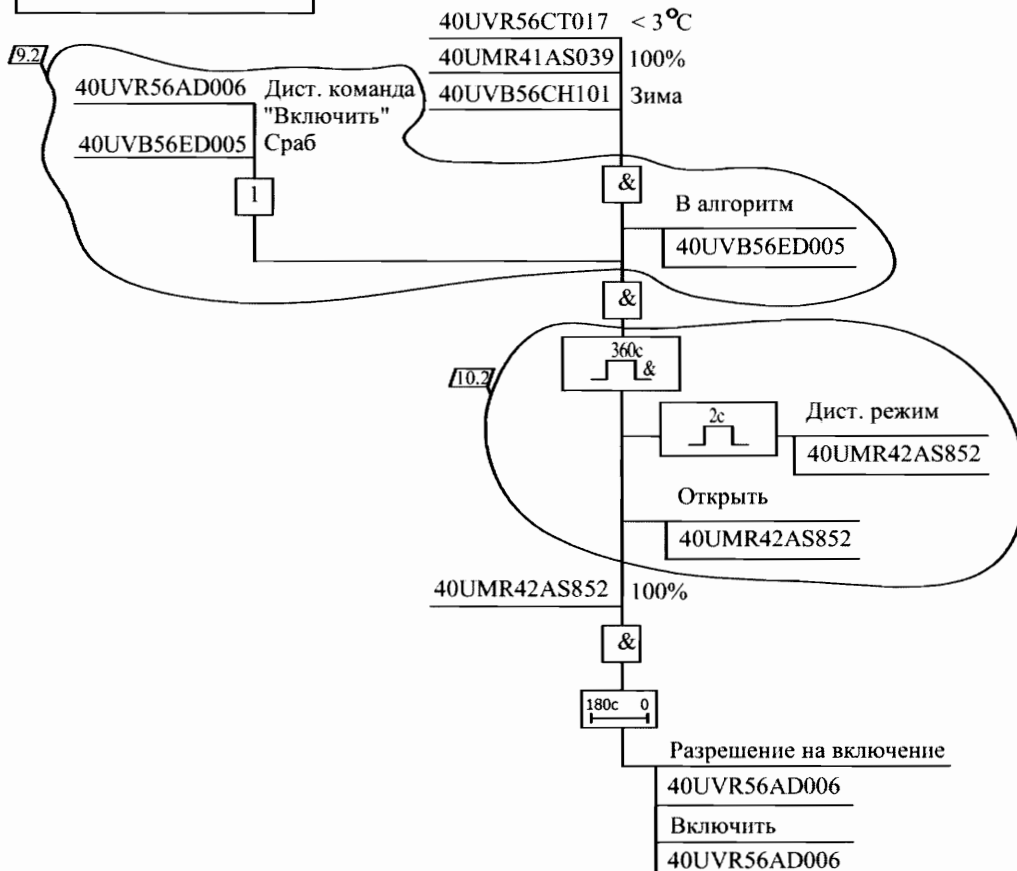 40UVR56CT017 < 3°C
9.2
40UMR41AS039 100%
40UVR56AD006 Дист. команда
"Включить"
40UVB56CH101 Зима
40UVB56ED005 Сраб
&
1
В алгоритм
40UVB56ED005
&
360с
&
10.2
2с
Дист. режим
40UMR42AS852
Открыть
40UMR42AS852
40UMR42AS852 100%
&
180с 0
Разрешение на включение
40UVR56AD006
Включить
40UVR56AD006